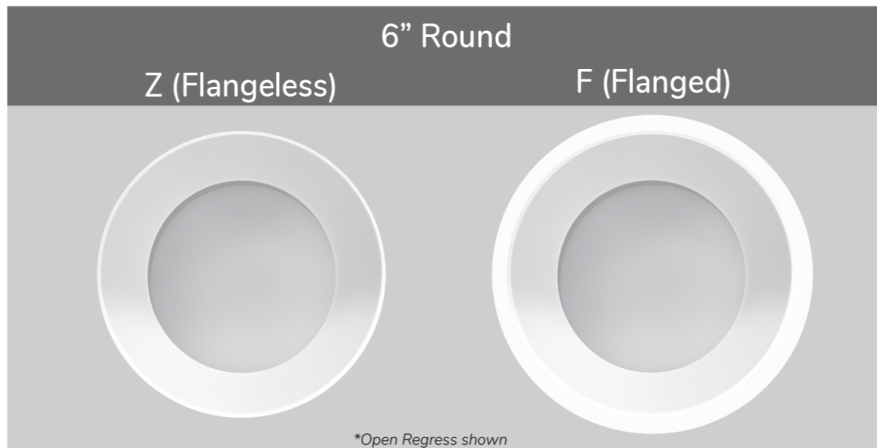 6” Round
Z (Flangeless)
F (Flanged)
*Open Regress shown